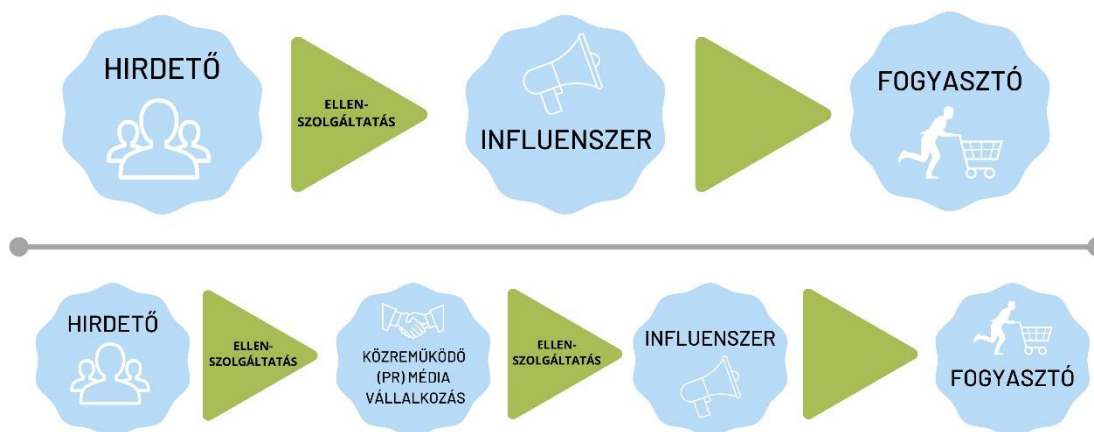 HIRDETŐ
ELLEN-
SZOLGÁLTATÁS
INFLUENSZER
FOGYASZTÓ
HIRDETŐ
ELLEN-
SZOLGÁLTATÁS
KÖZREMŰKÖDŐ
(PR) MÉDIA
VÁLLALKOZÁS
ELLEN-
SZOLGÁLTATÁS
INFLUENSZER
FOGYASZTÓ